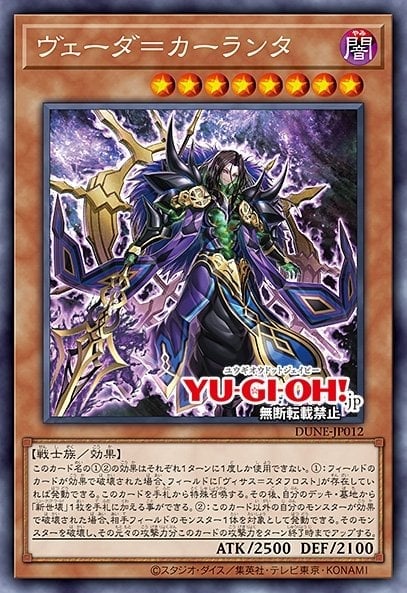 ヴェーダ＝カーランタ
やみ
闇
ユウギオウドットジェイピー
YU-GI-OH!.jp
無断転載禁止
DUNE-JP012
【戦士族／効果】
このカード名の①②の効果はそれぞれ１ターンに１度しか使用できない。①：フィールドの
カードが効果で破壊された場合、フィールドに「ヴィサス＝スタフロスト」が存在してい
れば発動できる。このカードを手札から特殊召喚する。その後、自分のデッキ・墓地から
「新世壊」１枚を手札に加える事ができる。②：このカード以外の自分のモンスターが効果
で破壊された場合、相手フィールドのモンスター１体を対象として発動できる。そのモン
スターを破壊し、その元々の攻撃力分このカードの攻撃力をターン終了時までアップする。
ATK/2500 DEF/2100
©スタジオ・ダイス／集英社・テレビ東京・KONAMI